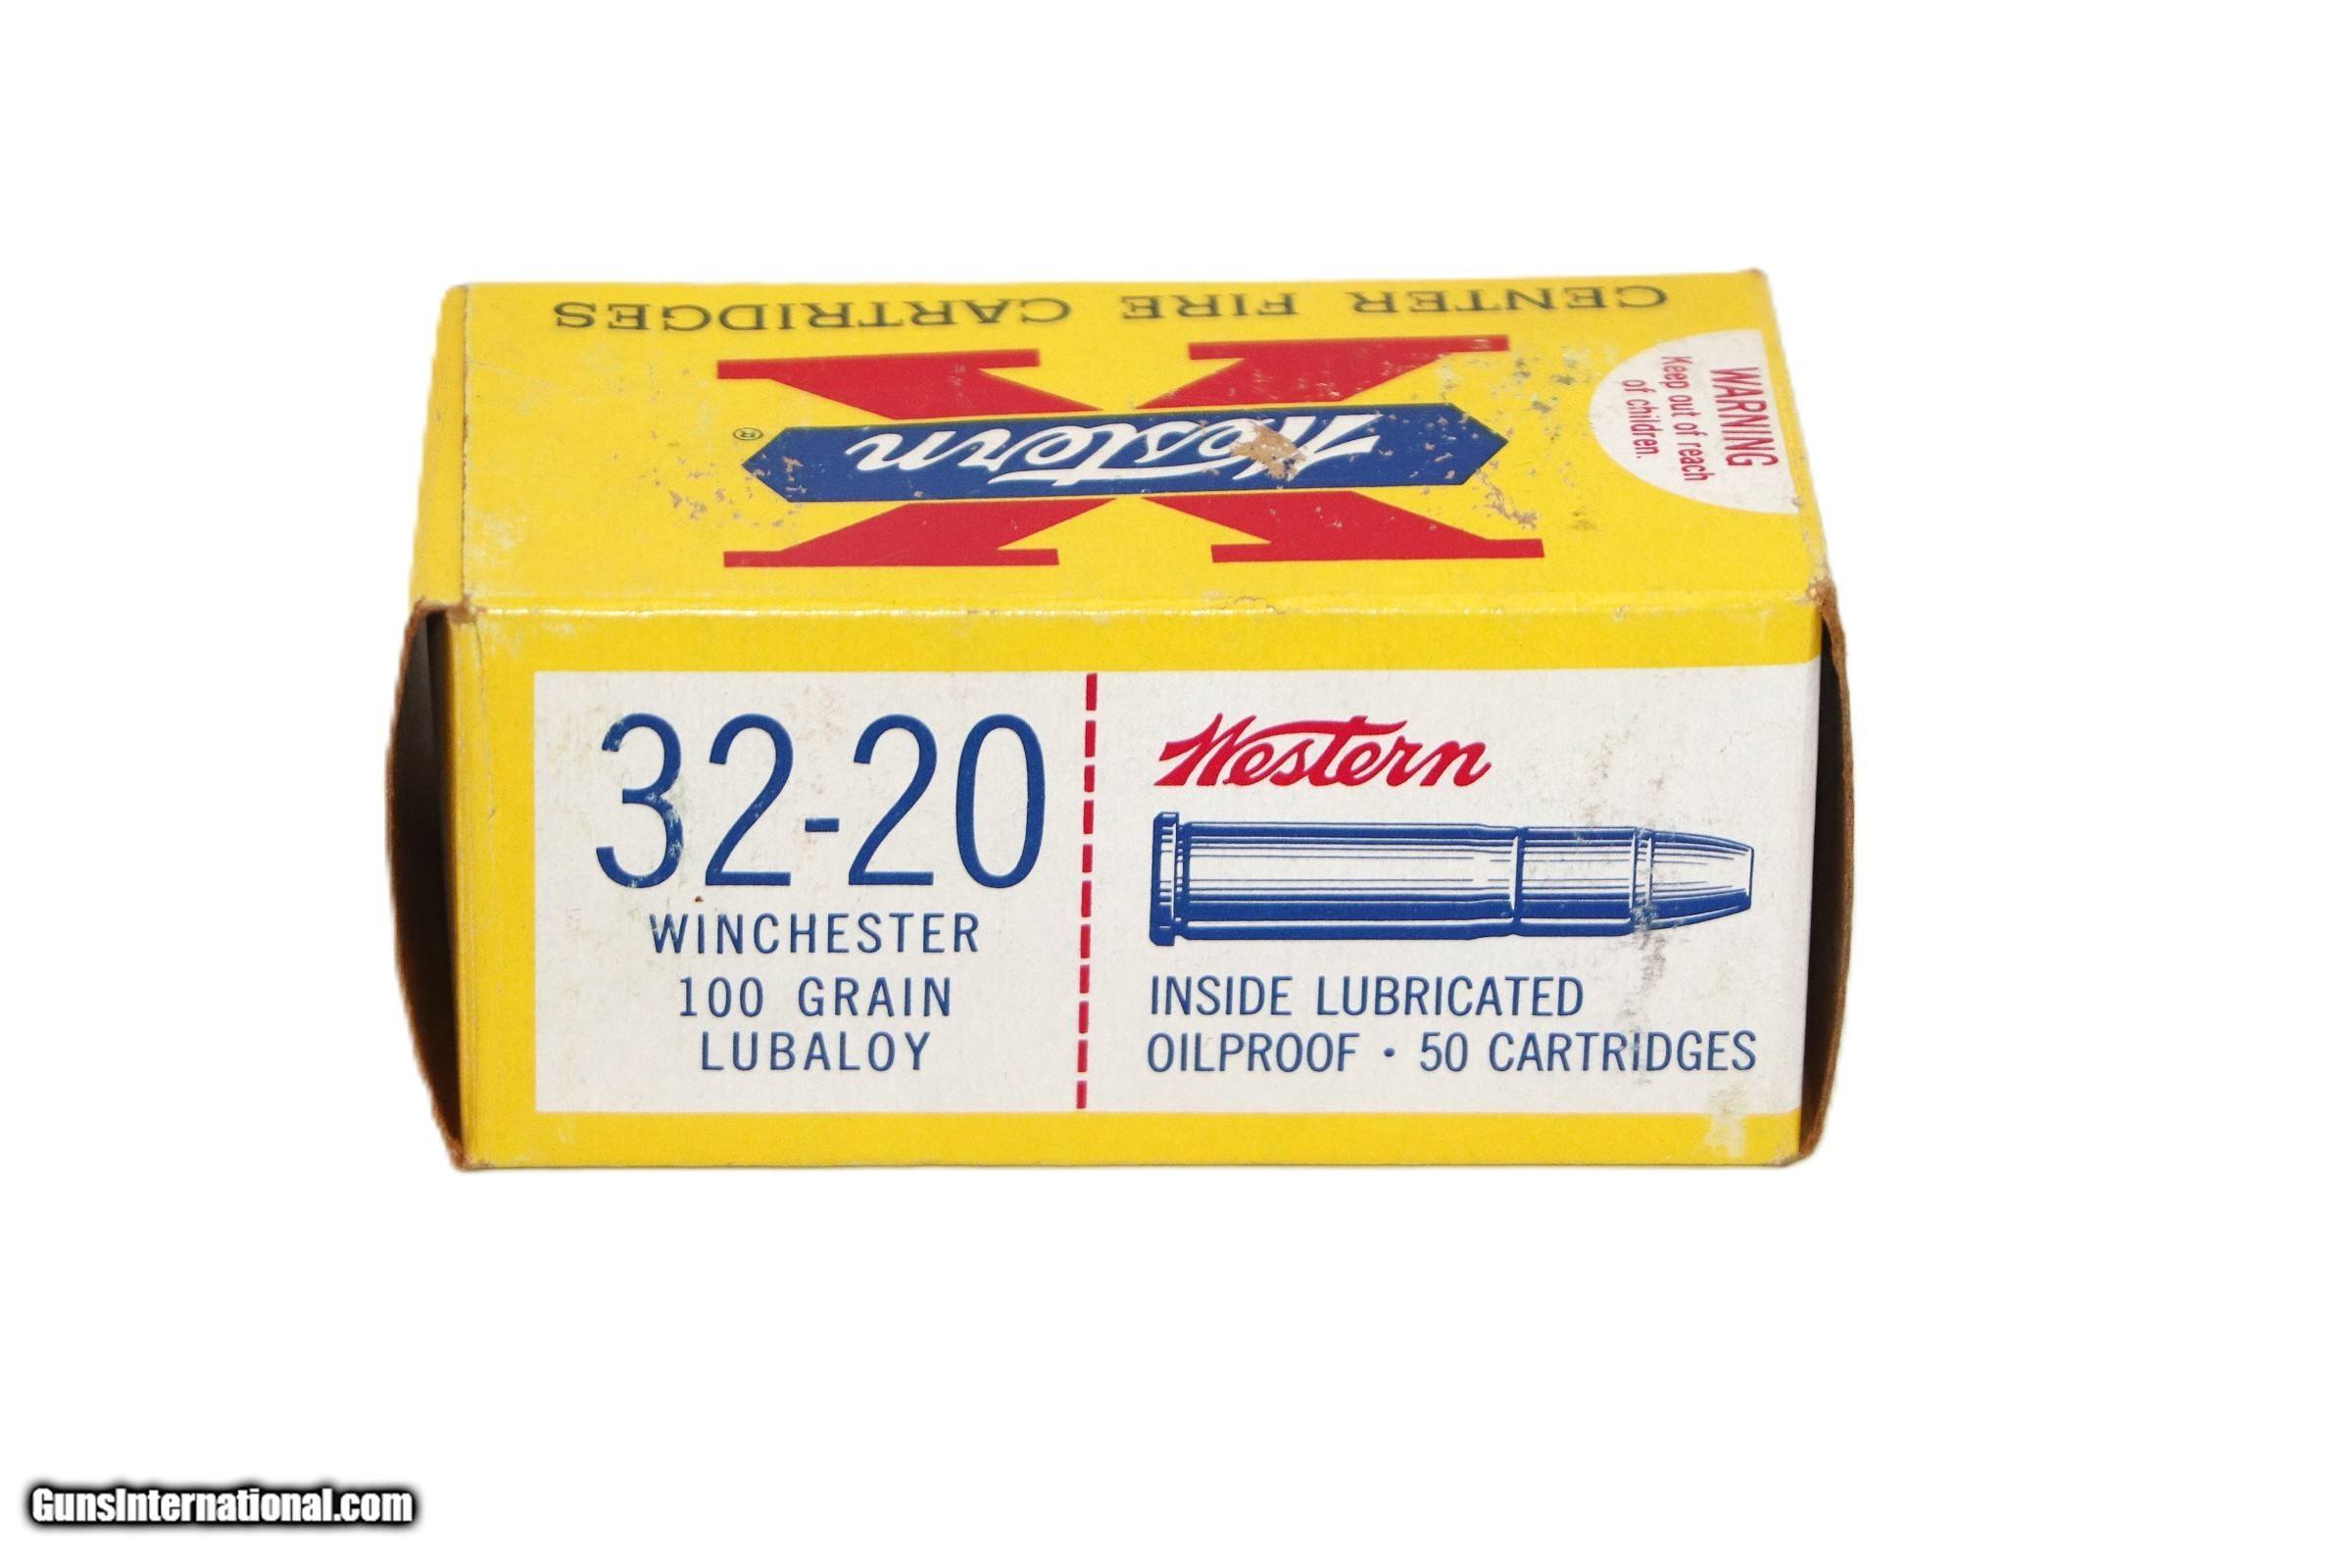 CENTER FIRE CARTRIDGES
Western
®
WARNING
Keep out of reach
of children.
32-20
WINCHESTER
100 GRAIN
LUBALOY
Western
INSIDE LUBRICATED
OILPROOF · 50 CARTRIDGES
GunsInternational.com